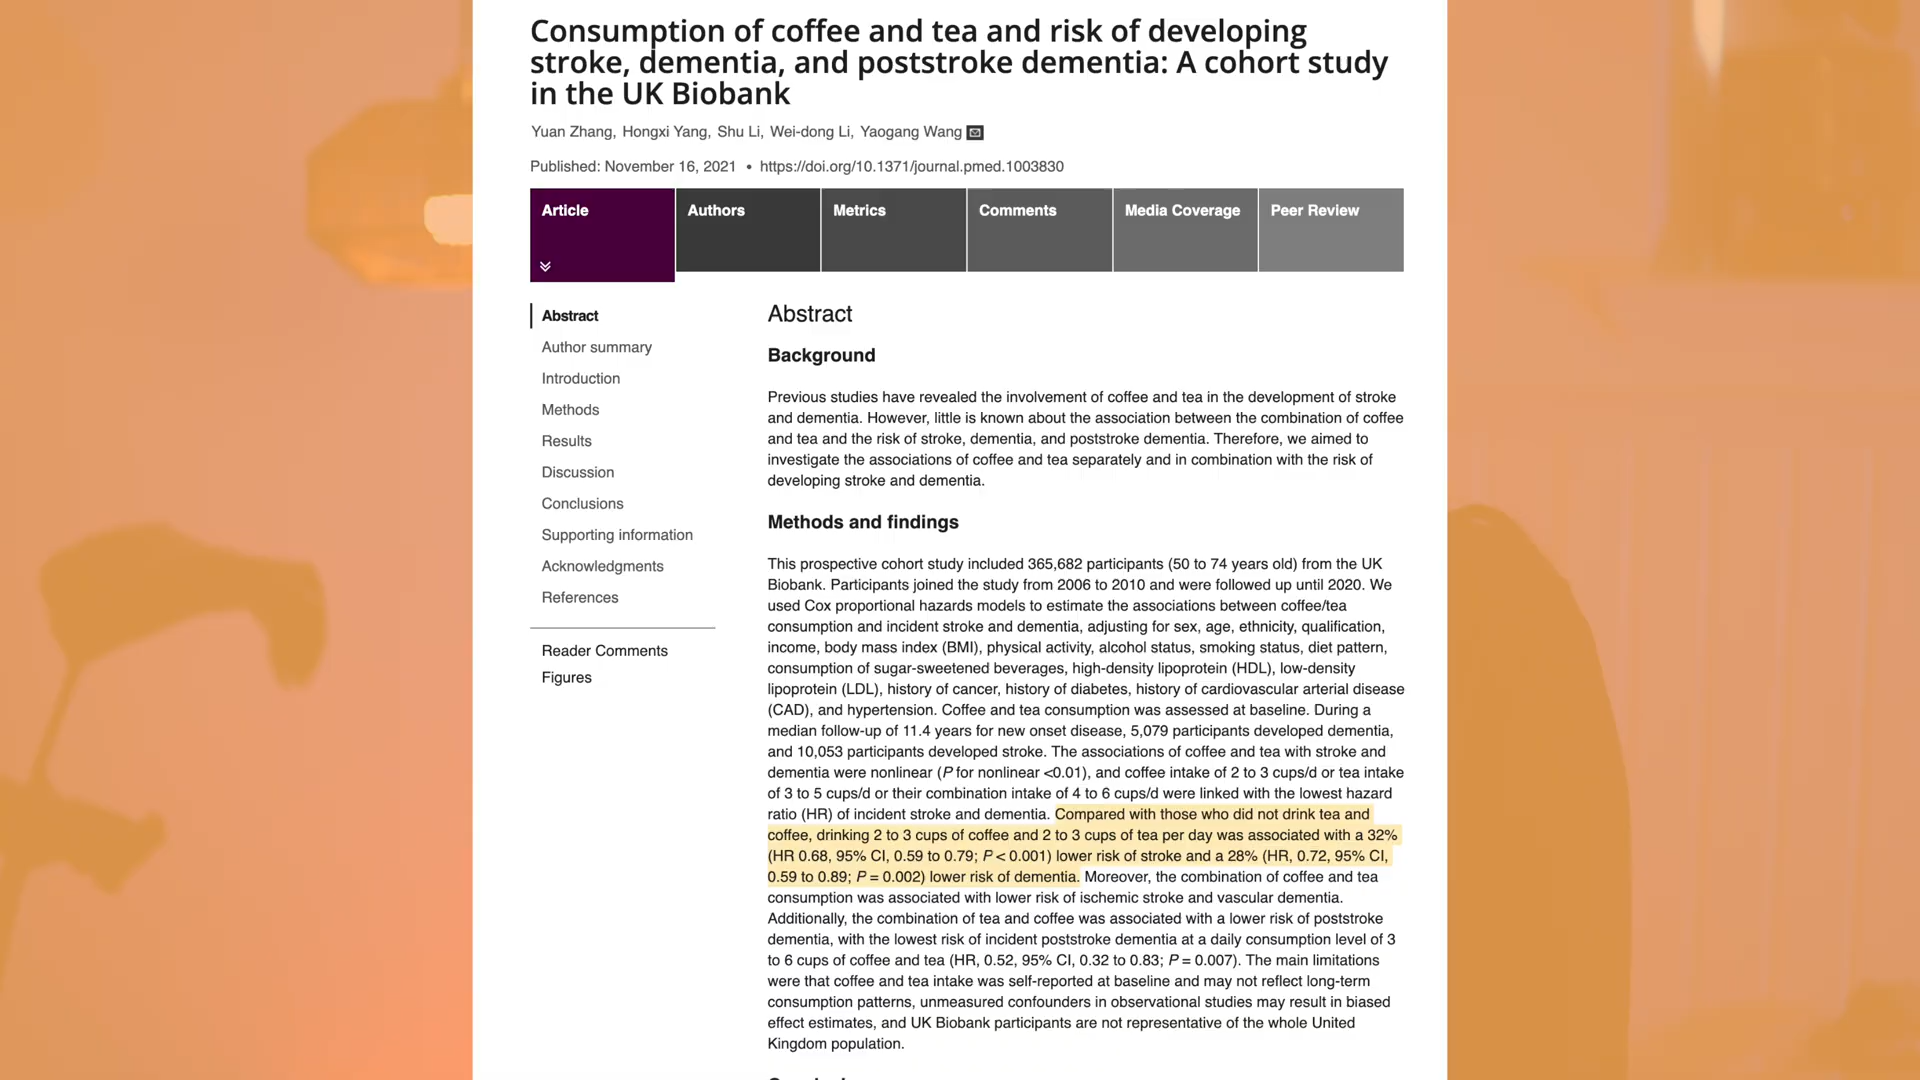 Consumption of coffee and tea and risk of developing
stroke, dementia, and poststroke dementia: A cohort study
in the UK Biobank
Yuan Zhang, Hongxi Yang, Shu Li, Wei-dong Li, Yaogang Wang
Published: November 16, 2021 • https://doi.org/10.1371/journal.pmed.1003830
Article
Authors
Metrics
Comments
Media Coverage
Peer Review
Abstract
Author summary
Introduction
Methods
Results
Discussion
Conclusions
Supporting information
Acknowledgments
References
Reader Comments
Figures
Abstract
Background
Previous studies have revealed the involvement of coffee and tea in the development of stroke
and dementia. However, little is known about the association between the combination of coffee
and tea and the risk of stroke, dementia, and poststroke dementia. Therefore, we aimed to
investigate the associations of coffee and tea separately and in combination with the risk of
developing stroke and dementia.
Methods and findings
This prospective cohort study included 365,682 participants (50 to 74 years old) from the UK
Biobank. Participants joined the study from 2006 to 2010 and were followed up until 2020. We
used Cox proportional hazards models to estimate the associations between coffee/tea
consumption and incident stroke and dementia, adjusting for sex, age, ethnicity, qualification,
income, body mass index (BMI), physical activity, alcohol status, smoking status, diet pattern,
consumption of sugar-sweetened beverages, high-density lipoprotein (HDL), low-density
lipoprotein (LDL), history of cancer, history of diabetes, history of cardiovascular arterial disease
(CAD), and hypertension. Coffee and tea consumption was assessed at baseline. During a
median follow-up of 11.4 years for new onset disease, 5,079 participants developed dementia,
and 10,053 participants developed stroke. The associations of coffee and tea with stroke and
dementia were nonlinear (P for nonlinear <0.01), and coffee intake of 2 to 3 cups/d or tea intake
of 3 to 5 cups/d or their combination intake of 4 to 6 cups/d were linked with the lowest hazard
ratio (HR) of incident stroke and dementia. Compared with those who did not drink tea and
coffee, drinking 2 to 3 cups of coffee and 2 to 3 cups of tea per day was associated with a 32%
(HR 0.68, 95% CI, 0.59 to 0.79; P < 0.001) lower risk of stroke and a 28% (HR, 0.72, 95% CI,
0.59 to 0.89; P = 0.002) lower risk of dementia. Moreover, the combination of coffee and tea
consumption was associated with lower risk of ischemic stroke and vascular dementia.
Additionally, the combination of tea and coffee was associated with a lower risk of poststroke
dementia, with the lowest risk of incident poststroke dementia at a daily consumption level of 3
to 6 cups of coffee and tea (HR, 0.52, 95% CI, 0.32 to 0.83; P = 0.007). The main limitations
were that coffee and tea intake was self-reported at baseline and may not reflect long-term
consumption patterns, unmeasured confounders in observational studies may result in biased
effect estimates, and UK Biobank participants are not representative of the whole United
Kingdom population.